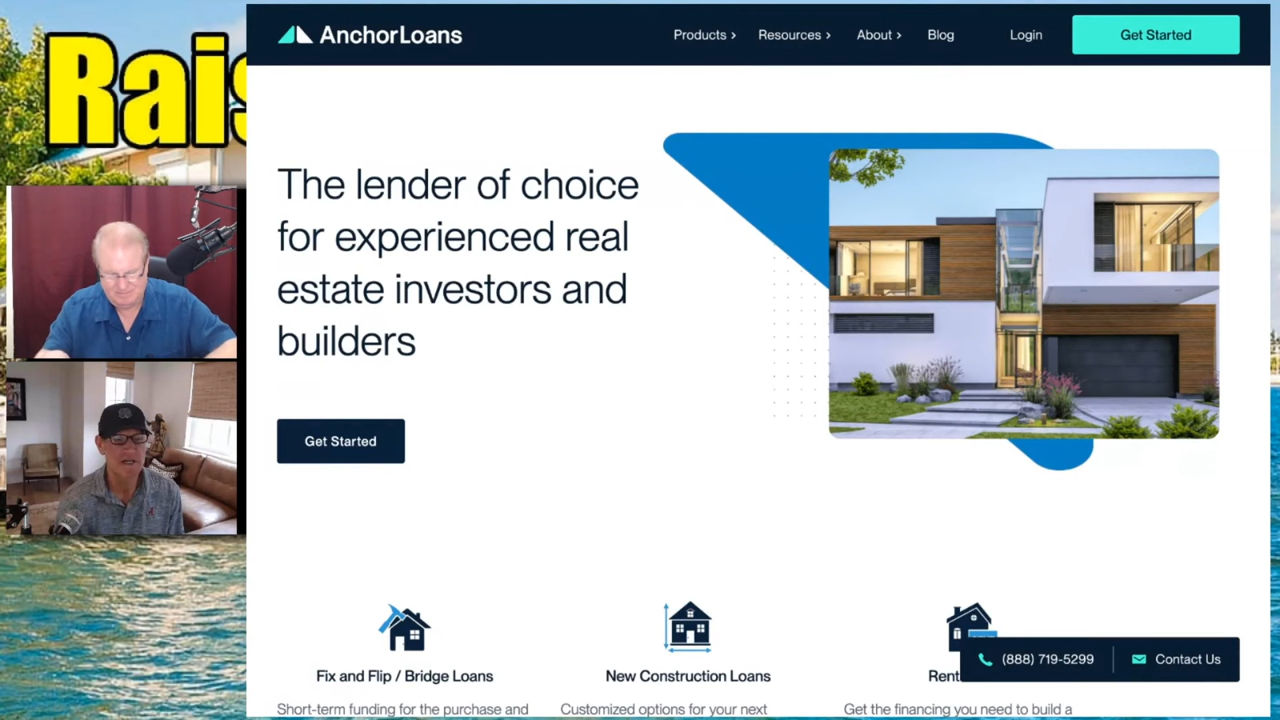 Rais
AnchorLoans
Products
Resources
About
Blog
Login
Get Started
The lender of choice
for experienced real
estate investors and
builders
Get Started
Fix and Flip / Bridge Loans
New Construction Loans
Rent
Short-term funding for the purchase and
Customized options for your next
Get the financing you need to build a
(888) 719-5299
Contact Us